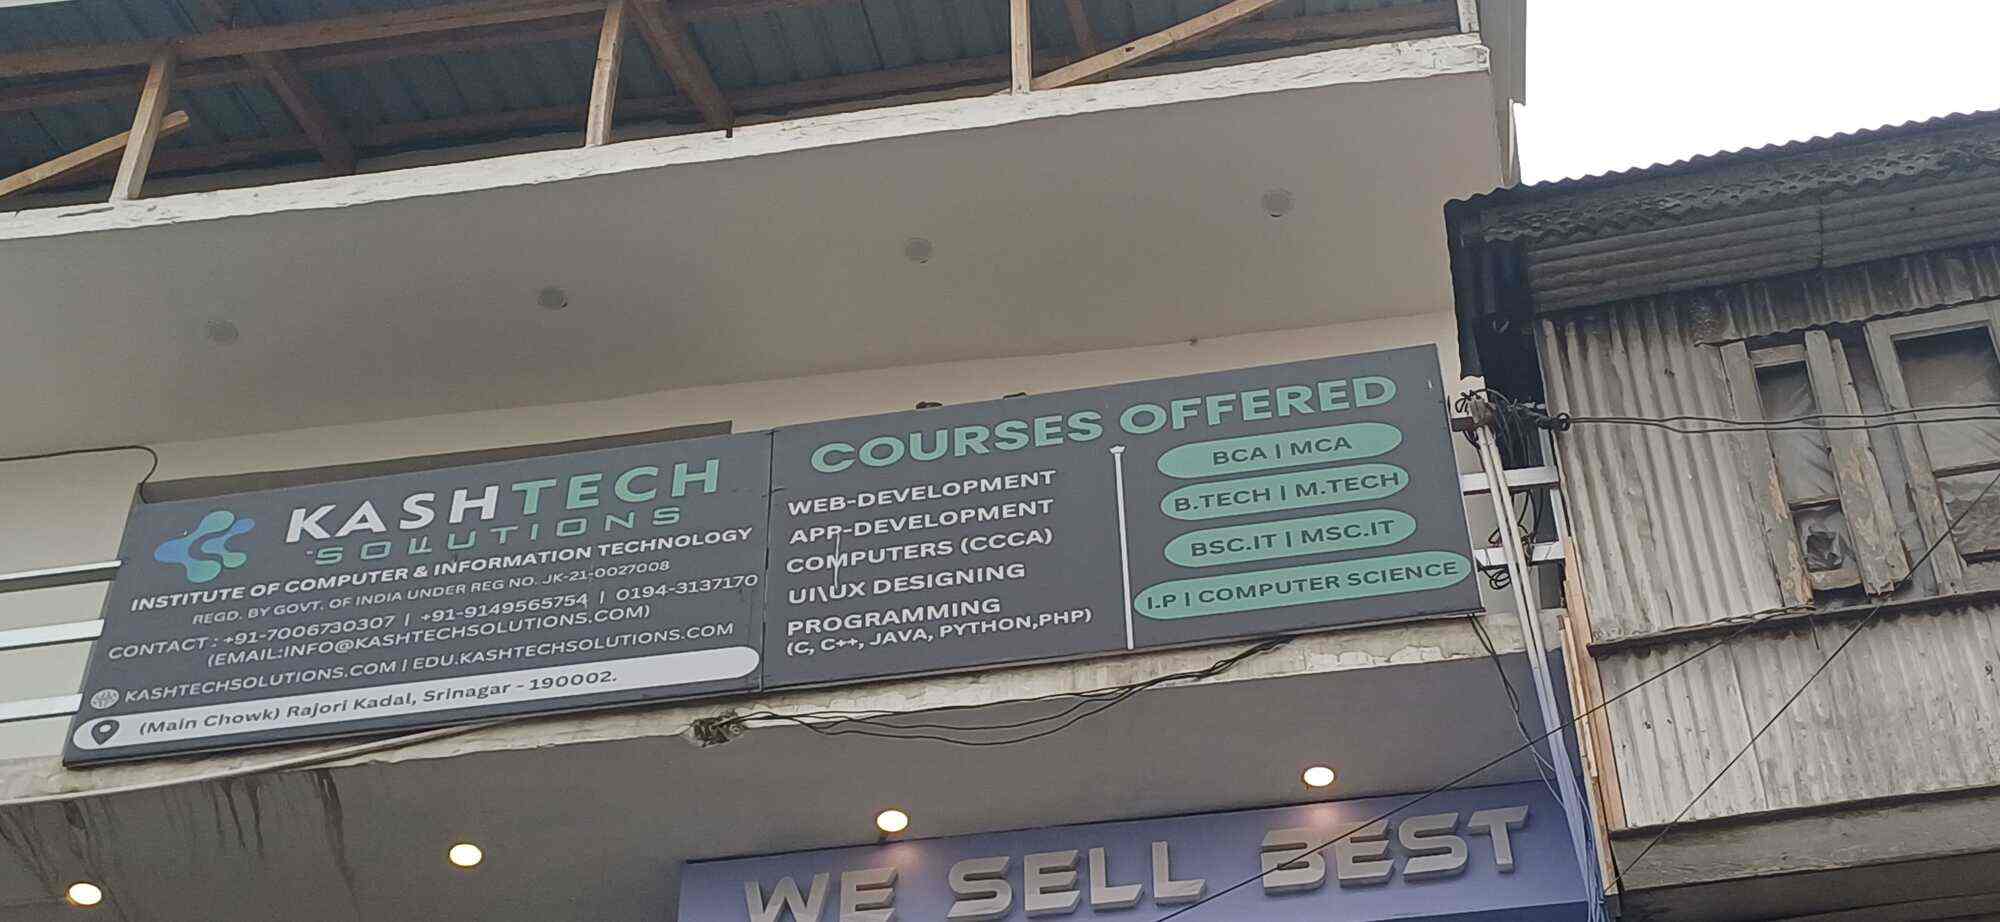 KASHTECH
SOLUTIONS
INSTITUTE OF COMPUTER & INFORMATION TECHNOLOGY
REGD. BY GOVT. OF INDIA UNDER REG NO. JK-21-0027008
CONTACT : +91-7006730307 | +91-9149565754 | 0194-3137170
(EMAIL:INFO@KASHTECHSOLUTIONS.COM)
KASHTECHSOLUTIONS.COM | EDU.KASHTECHSOLUTIONS.COM
(Main Chowk) Rajori Kadal, Srinagar - 190002.
COURSES OFFERED
WEB-DEVELOPMENT
APP-DEVELOPMENT
COMPUTERS (CCCA)
UI\UX DESIGNING
PROGRAMMING
(C, C++, JAVA, PYTHON,PHP)
BCA | MCA
B.TECH | M.TECH
BSC.IT | MSC.IT
I.P | COMPUTER SCIENCE
WE SELL BEST